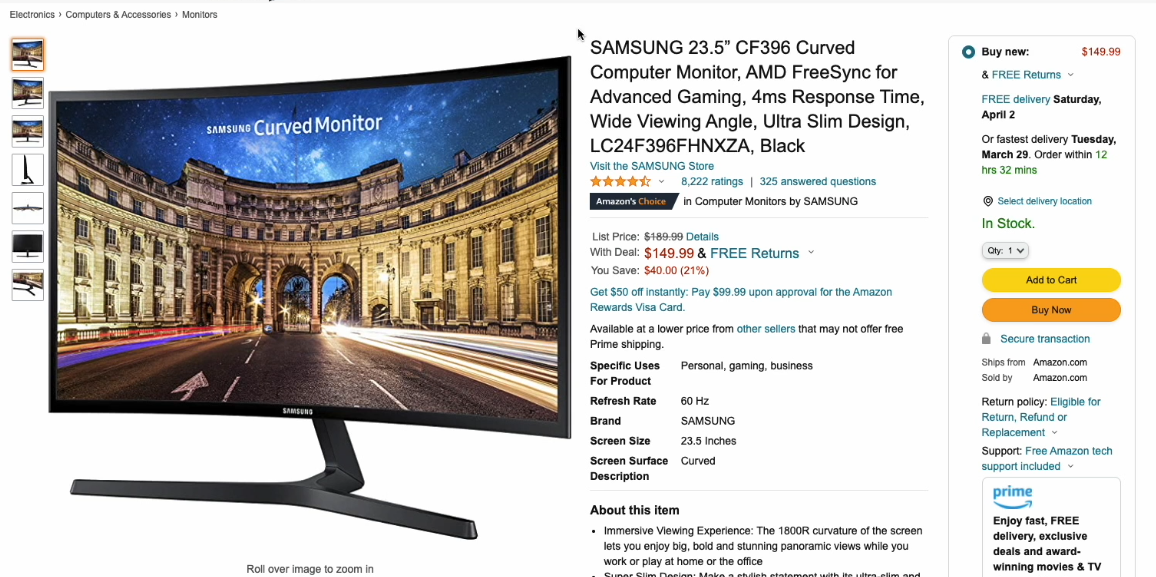 Electronics › Computers & Accessories › Monitors
SAMSUNG Curved Monitor
SAMSUNG
Roll over image to zoom in
SAMSUNG 23.5” CF396 Curved
Computer Monitor, AMD FreeSync for
Advanced Gaming, 4ms Response Time,
Wide Viewing Angle, Ultra Slim Design,
LC24F396FHNXZA, Black
Visit the SAMSUNG Store
8,222 ratings | 325 answered questions
Amazon's Choice in Computer Monitors by SAMSUNG
List Price: $189.99 Details
With Deal: $149.99 & FREE Returns
You Save: $40.00 (21%)
Get $50 off instantly: Pay $99.99 upon approval for the Amazon
Rewards Visa Card.
Available at a lower price from other sellers that may not offer free
Prime shipping.
Specific Uses Personal, gaming, business
For Product
Refresh Rate 60 Hz
Brand SAMSUNG
Screen Size 23.5 Inches
Screen Surface Curved
Description
About this item
• Immersive Viewing Experience: The 1800R curvature of the screen
lets you enjoy big, bold and stunning panoramic views while you
work or play at home or the office
• Super Slim Design: Make a stylish statement with its ultra-slim and
Buy new: $149.99
& FREE Returns
FREE delivery Saturday,
April 2
Or fastest delivery Tuesday,
March 29. Order within 12
hrs 32 mins
Select delivery location
In Stock.
Qty: 1
Add to Cart
Buy Now
Secure transaction
Ships from Amazon.com
Sold by Amazon.com
Return policy: Eligible for
Return, Refund or
Replacement
Support: Free Amazon tech
support included
prime
Enjoy fast, FREE
delivery, exclusive
deals and award-
winning movies & TV